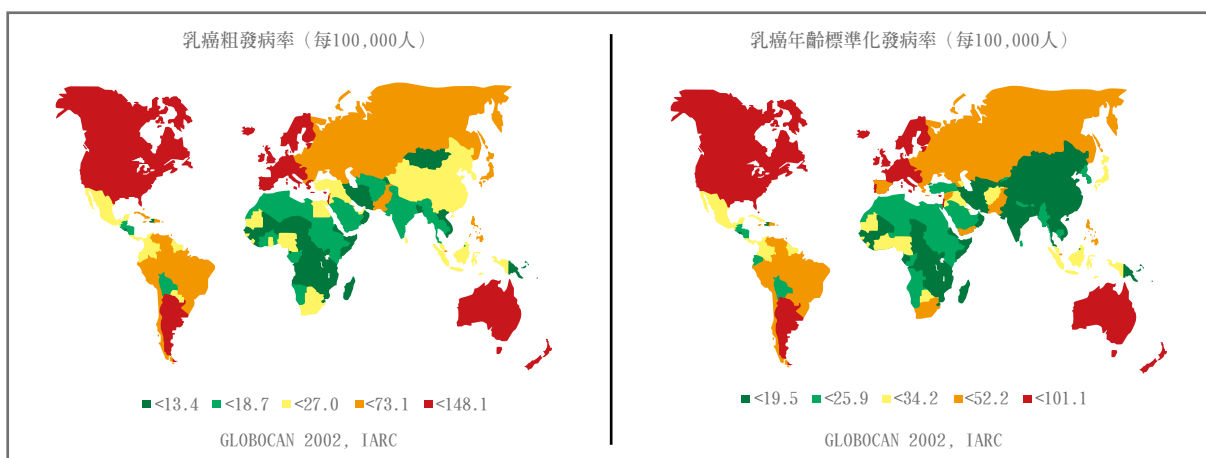 乳癌粗發病率（每100,000人）
<13.4 <18.7 <27.0 <73.1 <148.1
GLOBOCAN 2002, IARC
乳癌年齡標準化發病率（每100,000人）
<19.5 <25.9 <34.2 <52.2 <101.1
GLOBOCAN 2002, IARC